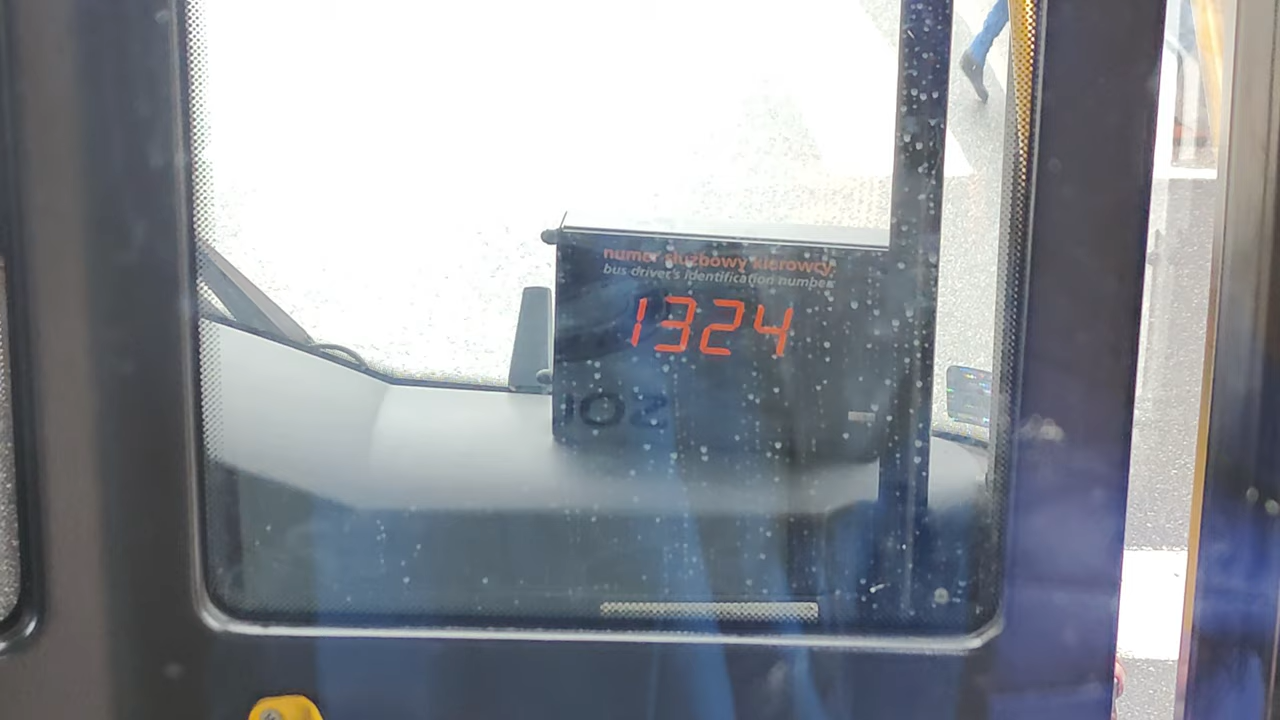 numer służbowy kierowcy
bus driver's identification number
1324